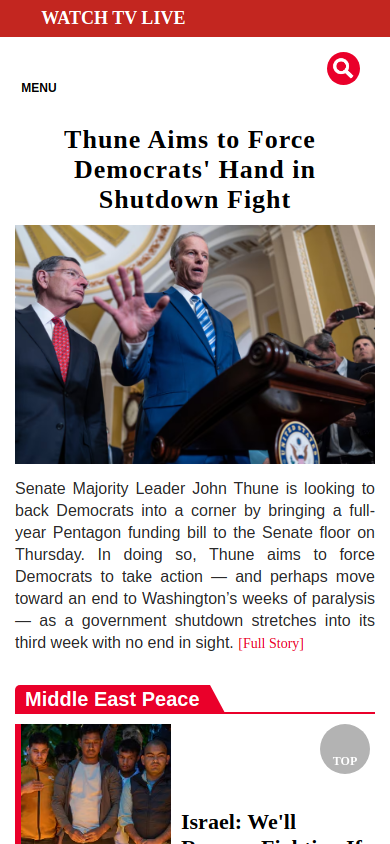 WATCH TV LIVE
MENU
Thune Aims to Force
Democrats' Hand in
Shutdown Fight
Senate Majority Leader John Thune is looking to
back Democrats into a corner by bringing a full-
year Pentagon funding bill to the Senate floor on
Thursday. In doing so, Thune aims to force
Democrats to take action — and perhaps move
toward an end to Washington’s weeks of paralysis
— as a government shutdown stretches into its
third week with no end in sight. [Full Story]
Middle East Peace
TOP
Israel: We'll